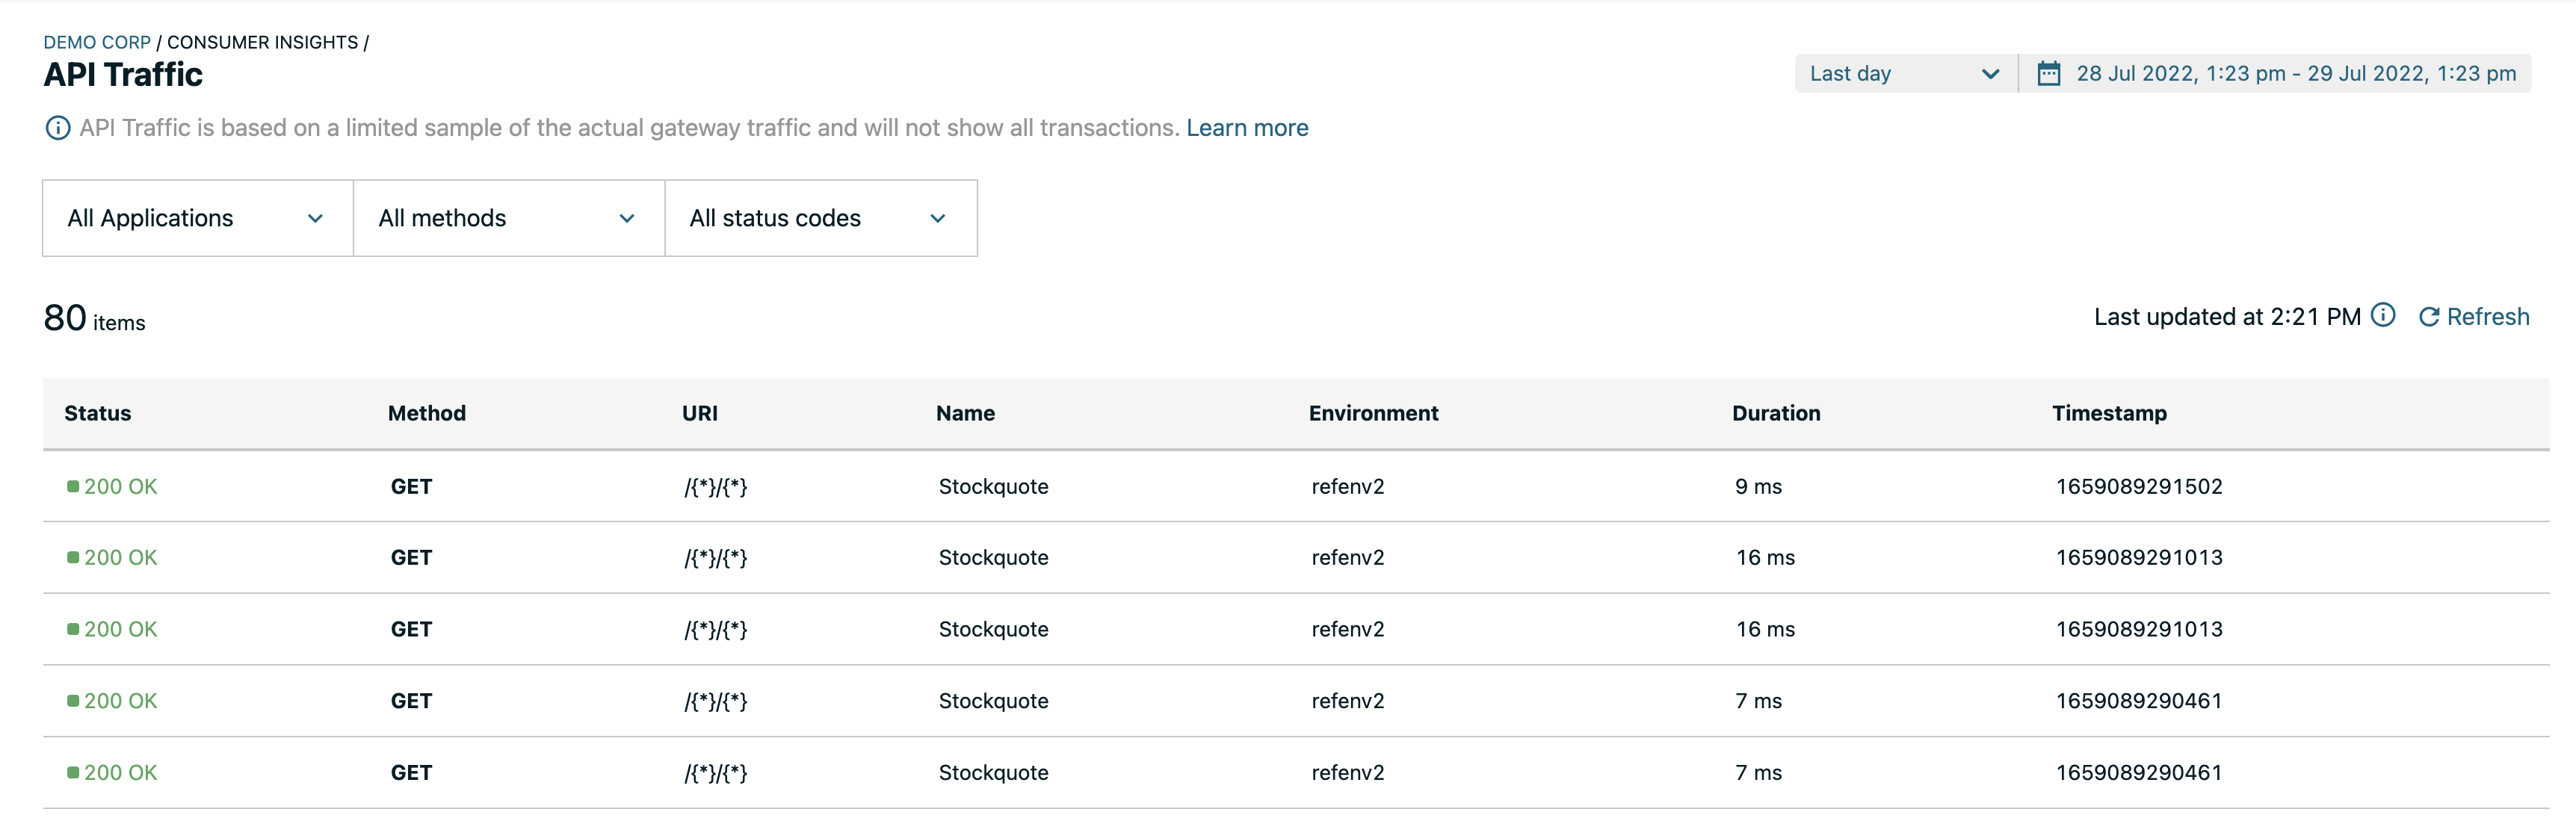 DEMO CORP / CONSUMER INSIGHTS /
API Traffic
Last day 28 Jul 2022, 1:23 pm - 29 Jul 2022, 1:23 pm
API Traffic is based on a limited sample of the actual gateway traffic and will not show all transactions. Learn more
All Applications All methods All status codes
80 items Last updated at 2:21 PM Refresh
Status Method URI Name Environment Duration Timestamp
200 OK GET /{*}/{*} Stockquote refenv2 9 ms 1659089291502
200 OK GET /{*}/{*} Stockquote refenv2 16 ms 1659089291013
200 OK GET /{*}/{*} Stockquote refenv2 16 ms 1659089291013
200 OK GET /{*}/{*} Stockquote refenv2 7 ms 1659089290461
200 OK GET /{*}/{*} Stockquote refenv2 7 ms 1659089290461